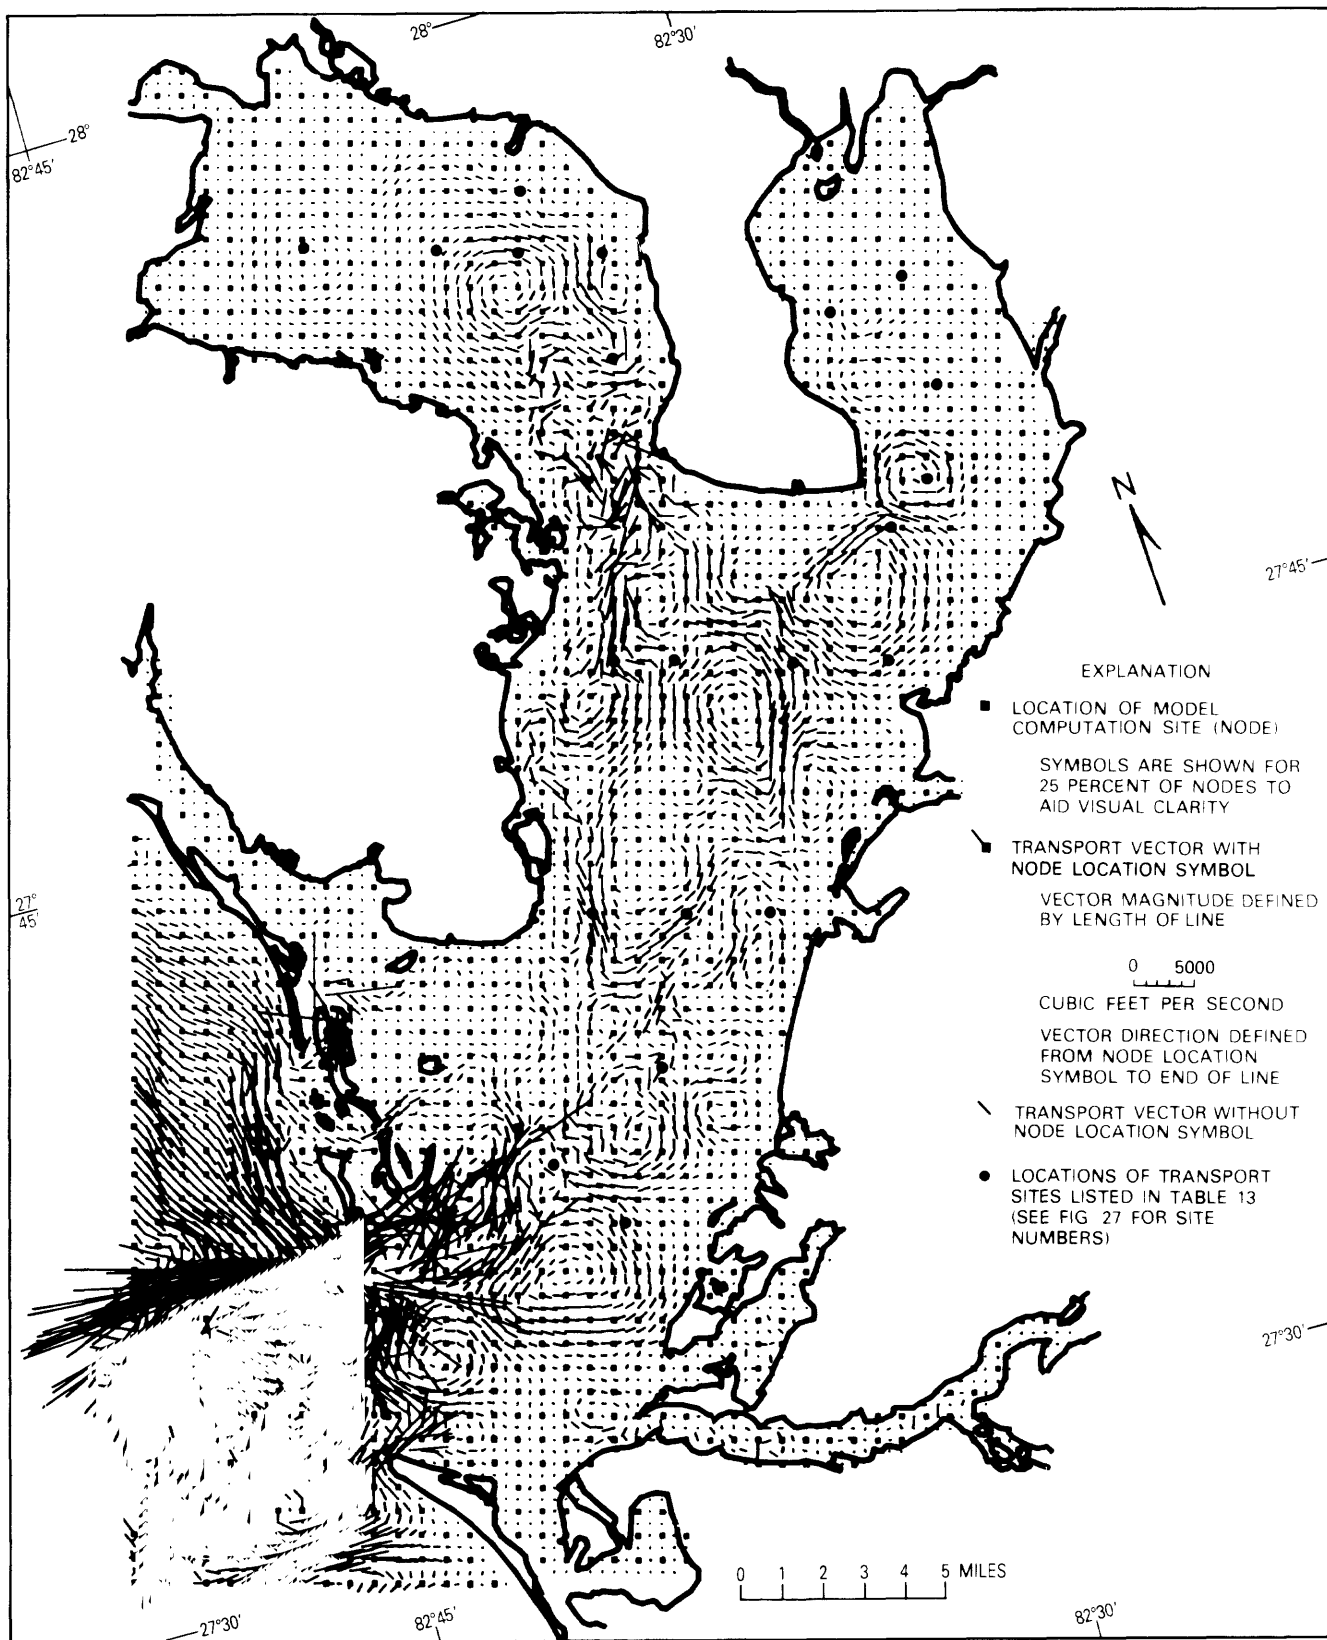 28°
82°30'
28°
82°45'
N
27°45'
EXPLANATION
LOCATION OF MODEL
COMPUTATION SITE (NODE)
SYMBOLS ARE SHOWN FOR
25 PERCENT OF NODES TO
AID VISUAL CLARITY
TRANSPORT VECTOR WITH
NODE LOCATION SYMBOL
VECTOR MAGNITUDE DEFINED
BY LENGTH OF LINE
0 5000
CUBIC FEET PER SECOND
VECTOR DIRECTION DEFINED
FROM NODE LOCATION
SYMBOL TO END OF LINE
TRANSPORT VECTOR WITHOUT
NODE LOCATION SYMBOL
LOCATIONS OF TRANSPORT
SITES LISTED IN TABLE 13
(SEE FIG 27 FOR SITE
NUMBERS)
27°
45'
27°30'
0 1 2 3 4 5 MILES
27°30'
82°45'
82°30'